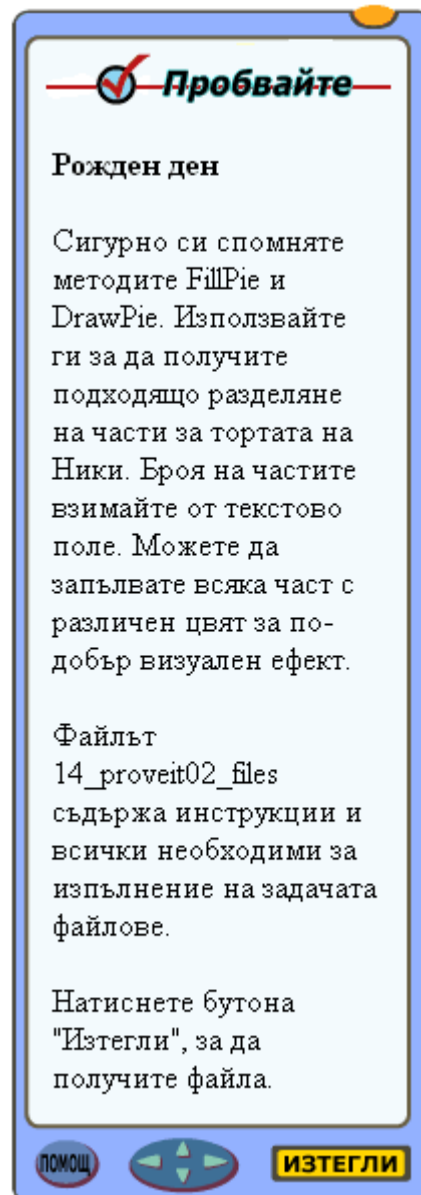 Пробвайте
Рожден ден
Сигурно си спомняте
методите FillPie и
DrawPie. Използвайте
ги за да получите
подходящо разделяне
на части за тортата на
Ники. Броя на частите
взимайте от текстово
поле. Можете да
запълвате всяка част с
различен цвят за по-
добър визуален ефект.
Файлът
14_proveit02_files
съдържа инструкции и
всички необходими за
изпълнение на задачата
файлове.
Натиснете бутона
"Изтегли", за да
получите файла.
ПОМОЩ ИЗТЕГЛИ